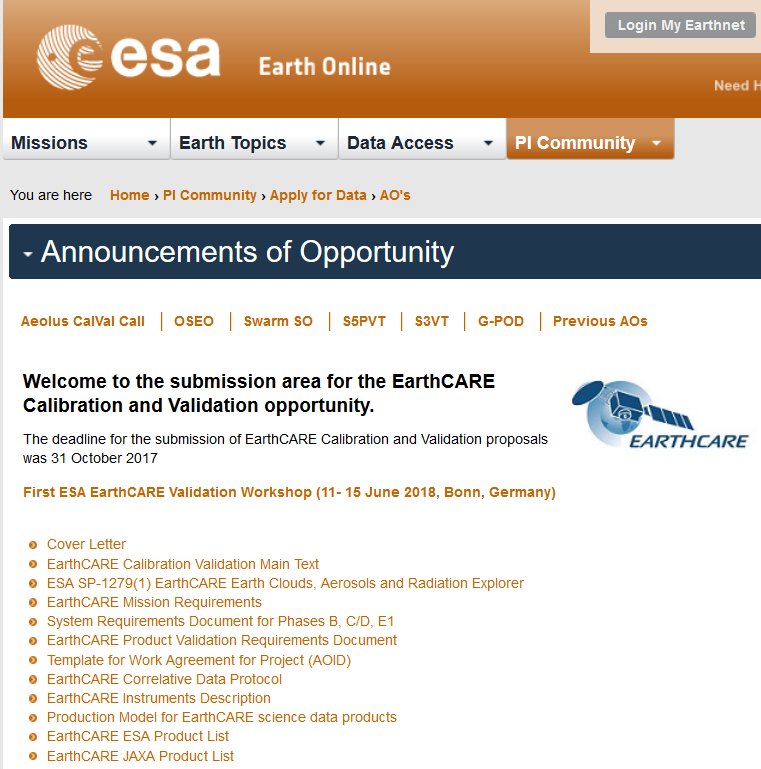 esa
Earth Online
Login My Earthnet
Need
Missions
Earth Topics
Data Access
PI Community
You are here Home › PI Community › Apply for Data › AO's
Announcements of Opportunity
Aeolus CalVal Call | OSEO | Swarm SO | S5PVT | S3VT | G-POD | Previous AOs
Welcome to the submission area for the EarthCARE
Calibration and Validation opportunity.
EARTHCARE
The deadline for the submission of EarthCARE Calibration and Validation proposals
was 31 October 2017
First ESA EarthCARE Validation Workshop (11- 15 June 2018, Bonn, Germany)
Cover Letter
EarthCARE Calibration Validation Main Text
ESA SP-1279(1) EarthCARE Earth Clouds, Aerosols and Radiation Explorer
EarthCARE Mission Requirements
System Requirements Document for Phases B, C/D, E1
EarthCARE Product Validation Requirements Document
Template for Work Agreement for Project (AOID)
EarthCARE Correlative Data Protocol
EarthCARE Instruments Description
Production Model for EarthCARE science data products
EarthCARE ESA Product List
EarthCARE JAXA Product List